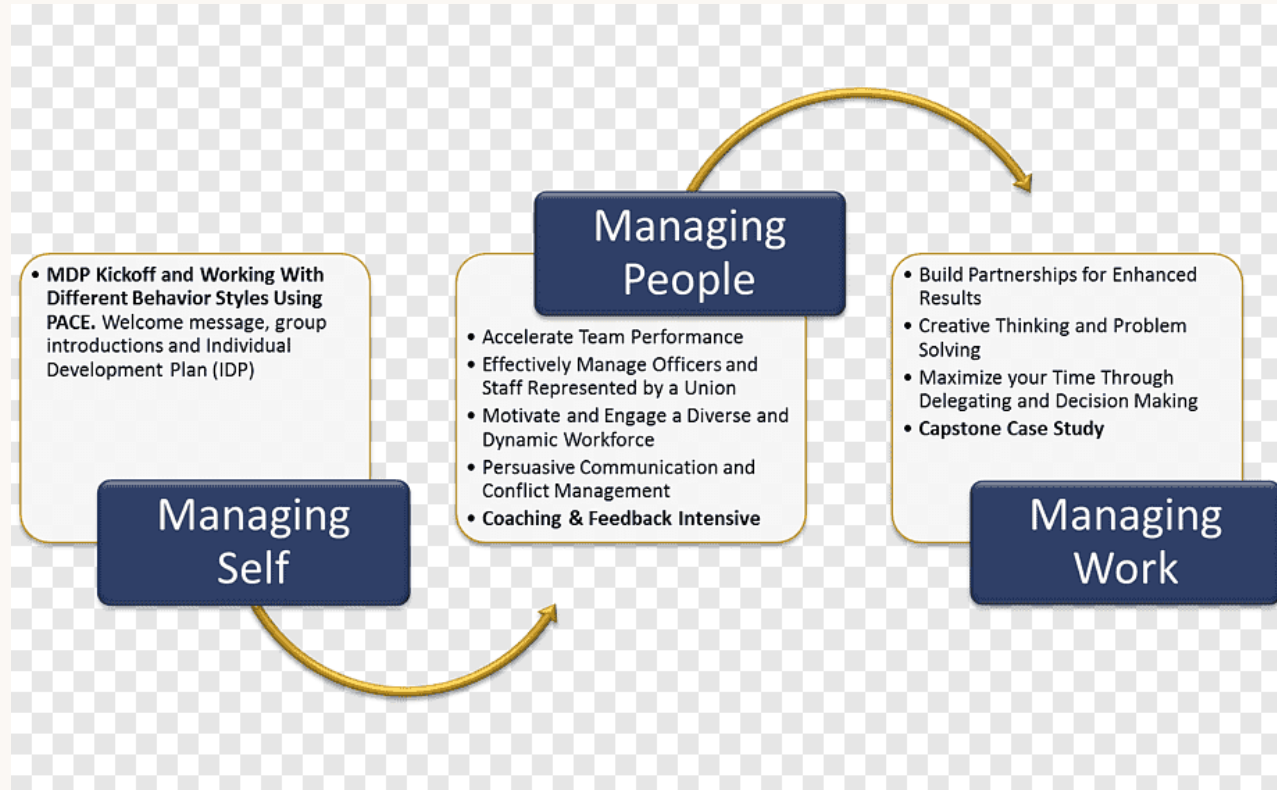 • MDP Kickoff and Working With
Different Behavior Styles Using
PACE. Welcome message, group
introductions and Individual
Development Plan (IDP)
Managing
Self
Managing
People
• Accelerate Team Performance
• Effectively Manage Officers and
Staff Represented by a Union
• Motivate and Engage a Diverse and
Dynamic Workforce
• Persuasive Communication and
Conflict Management
• Coaching & Feedback Intensive
• Build Partnerships for Enhanced
Results
• Creative Thinking and Problem
Solving
• Maximize your Time Through
Delegating and Decision Making
• Capstone Case Study
Managing
Work